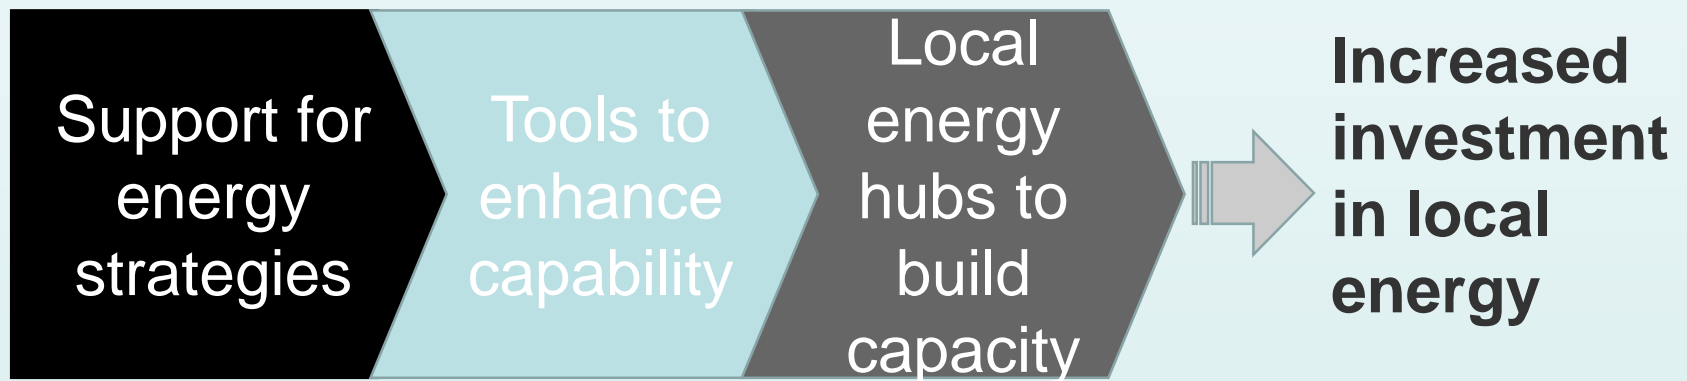 Support for
energy
strategies
Tools to
enhance
capability
Local
energy
hubs to
build
capacity
Increased
investment
in local
energy